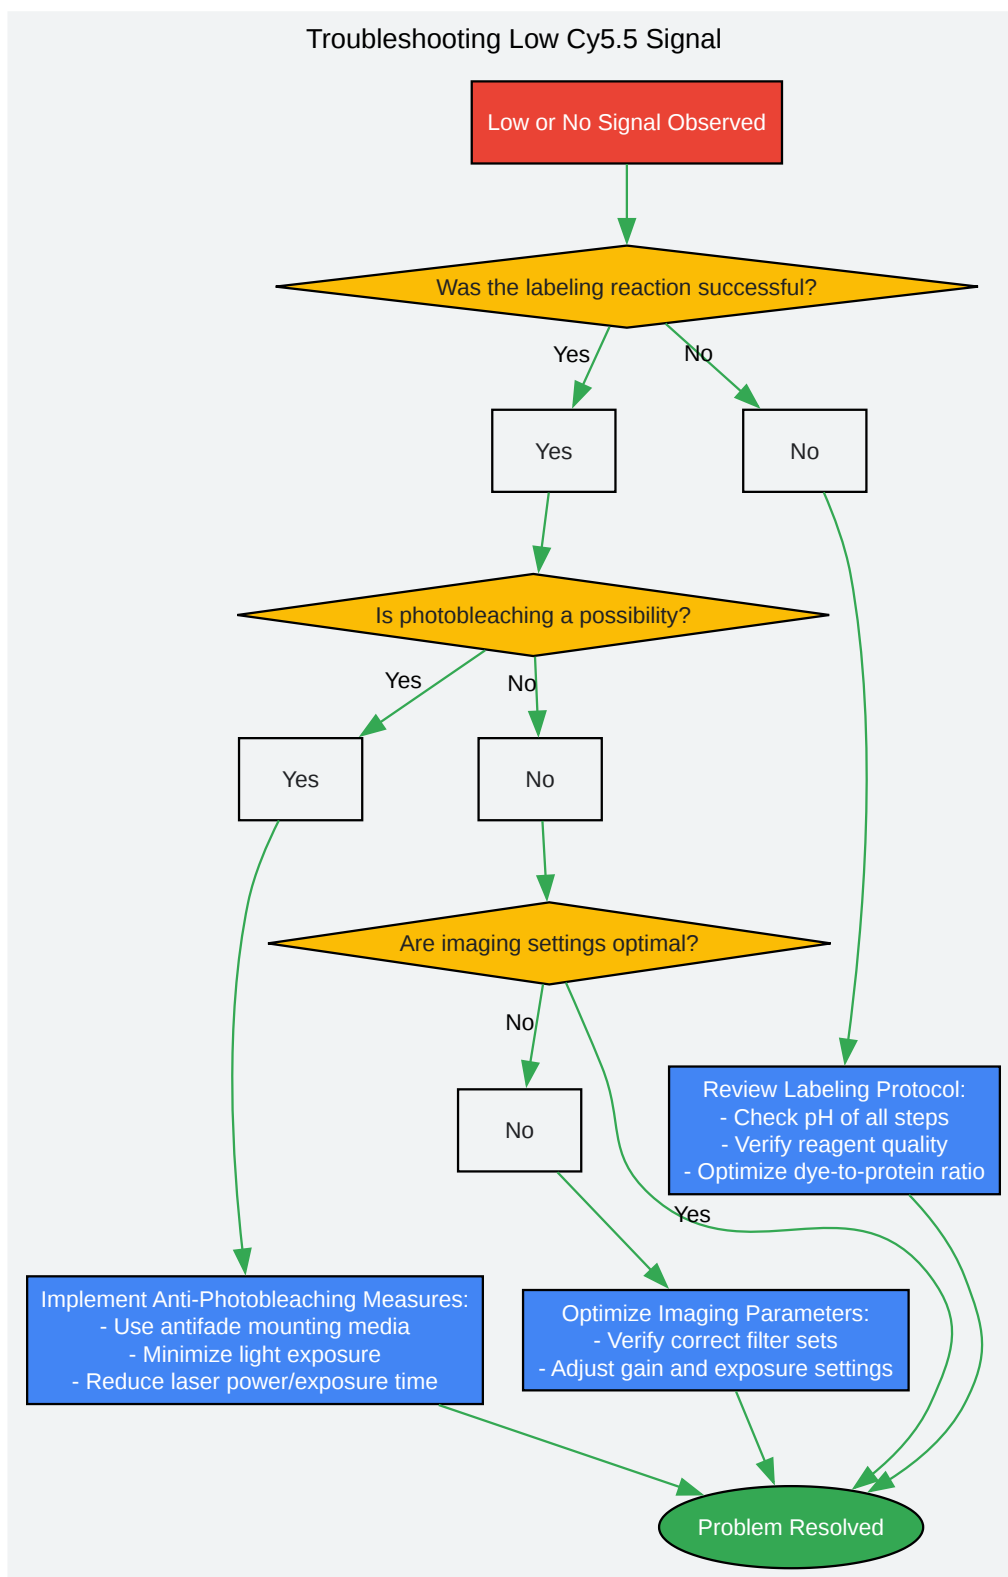 Troubleshooting Low Cy5.5 Signal
Low or No Signal Observed
Was the labeling reaction successful?
Yes
No
Yes
No
Is photobleaching a possibility?
Yes
No
Yes
No
Are imaging settings optimal?
No
No
Review Labeling Protocol:
- Check pH of all steps
- Verify reagent quality
- Optimize dye-to-protein ratio
Yes
Implement Anti-Photobleaching Measures:
- Use antifade mounting media
- Minimize light exposure
- Reduce laser power/exposure time
Optimize Imaging Parameters:
- Verify correct filter sets
- Adjust gain and exposure settings
Problem Resolved